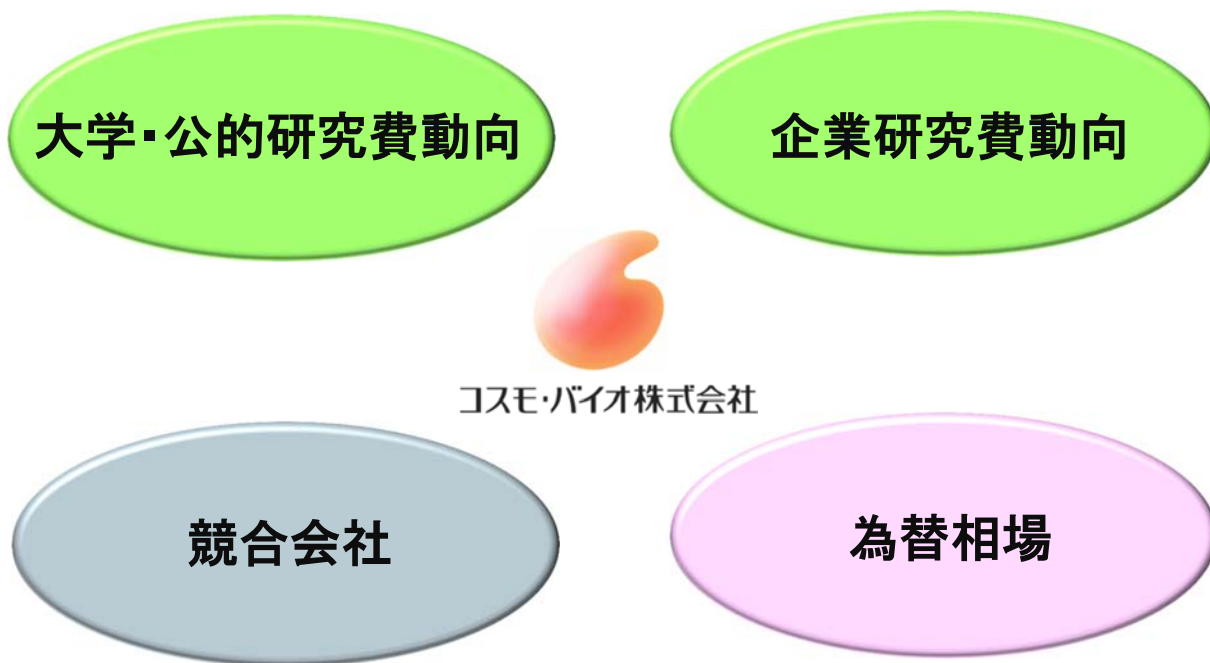 大学・公的研究費動向
企業研究費動向
コスモ・バイオ株式会社
競合会社
為替相場